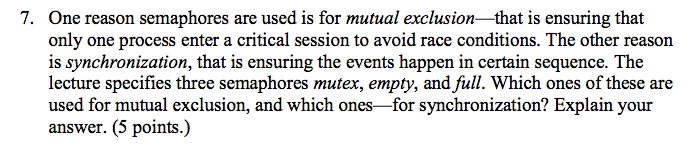 7. One reason semaphores are used is for mutual exclusion—that is ensuring that
only one process enter a critical session to avoid race conditions. The other reason
is synchronization, that is ensuring the events happen in certain sequence. The
lecture specifies three semaphores mutex, empty, and full. Which ones of these are
used for mutual exclusion, and which ones—for synchronization? Explain your
answer. (5 points.)